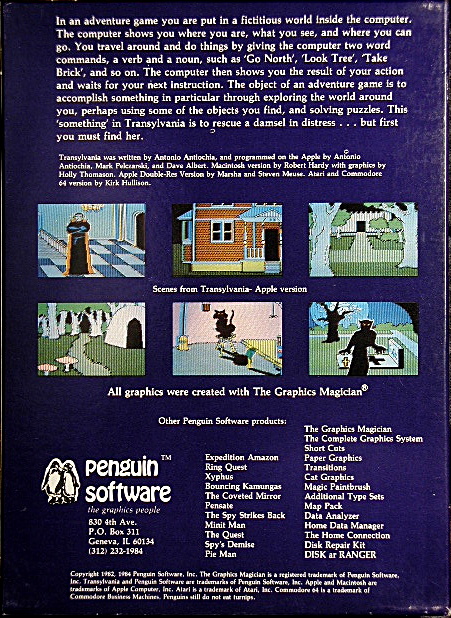 In an adventure game you are put in a fictitious world inside the computer.
The computer shows you where you are, what you see, and where you can
go. You travel around and do things by giving the computer two word
commands, a verb and a noun, such as 'Go North', 'Look Tree', 'Take
Brick', and so on. The computer then shows you the result of your action
and waits for your next instruction. The object of an adventure game is to
accomplish something in particular through exploring the world around
you, perhaps using some of the objects you find, and solving puzzles. This
'something' in Transylvania is to rescue a damsel in distress . . . but first
you must find her.
Transylvania was written by Antonio Antiochia, and programmed on the Apple by Antonio
Antiochia, Mark Pelczarski, and Dave Albert. Macintosh version by Robert Hardy with graphics by
Holly Thomason. Apple Double-Res Version by Marsha and Steven Meuse. Atari and Commodore
64 version by Kirk Hullison.
Scenes from Transylvania- Apple version
All graphics were created with The Graphics Magician®
Other Penguin Software products:
penguin™
software
the graphics people
830 4th Ave.
P.O. Box 311
Geneva, IL 60134
(312) 232-1984
Expedition Amazon
Ring Quest
Xyphus
Bouncing Kamungas
The Coveted Mirror
Pensate
The Spy Strikes Back
Minit Man
The Quest
Spy's Demise
Pie Man
The Graphics Magician
The Complete Graphics System
Short Cuts
Paper Graphics
Transitions
Cat Graphics
Magic Paintbrush
Additional Type Sets
Map Pack
Data Analyzer
Home Data Manager
The Home Connection
Disk Repair Kit
DISK ar RANGER
Copyright 1982, 1984 Penguin Software, Inc. The Graphics Magician is a registered trademark of Penguin Software,
Inc. Transylvania and Penguin Software are trademarks of Penguin Software, Inc. Apple and Macintosh are
trademarks of Apple Computer, Inc. Atari is a trademark of Atari, Inc. Commodore 64 is a trademark of
Commodore Business Machines. Penguins still do not eat turnips.